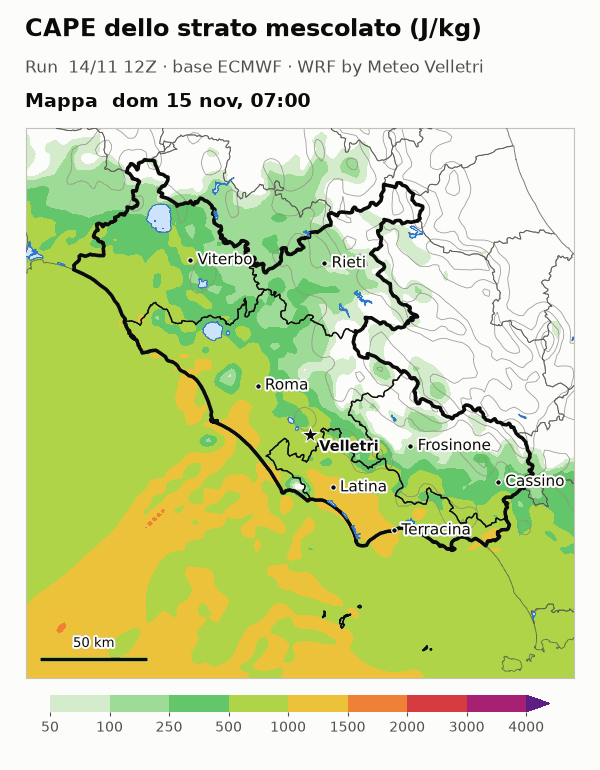 CAPE dello strato mescolato (J/kg)
Run  14/11 12Z · base ECMWF · WRF by Meteo Velletri
Mappa  dom 15 nov, 07:00
Viterbo
Rieti
Roma
Velletri
Frosinone
Latina
Cassino
Terracina
50 km
50 100 250 500 1000 1500 2000 3000 4000